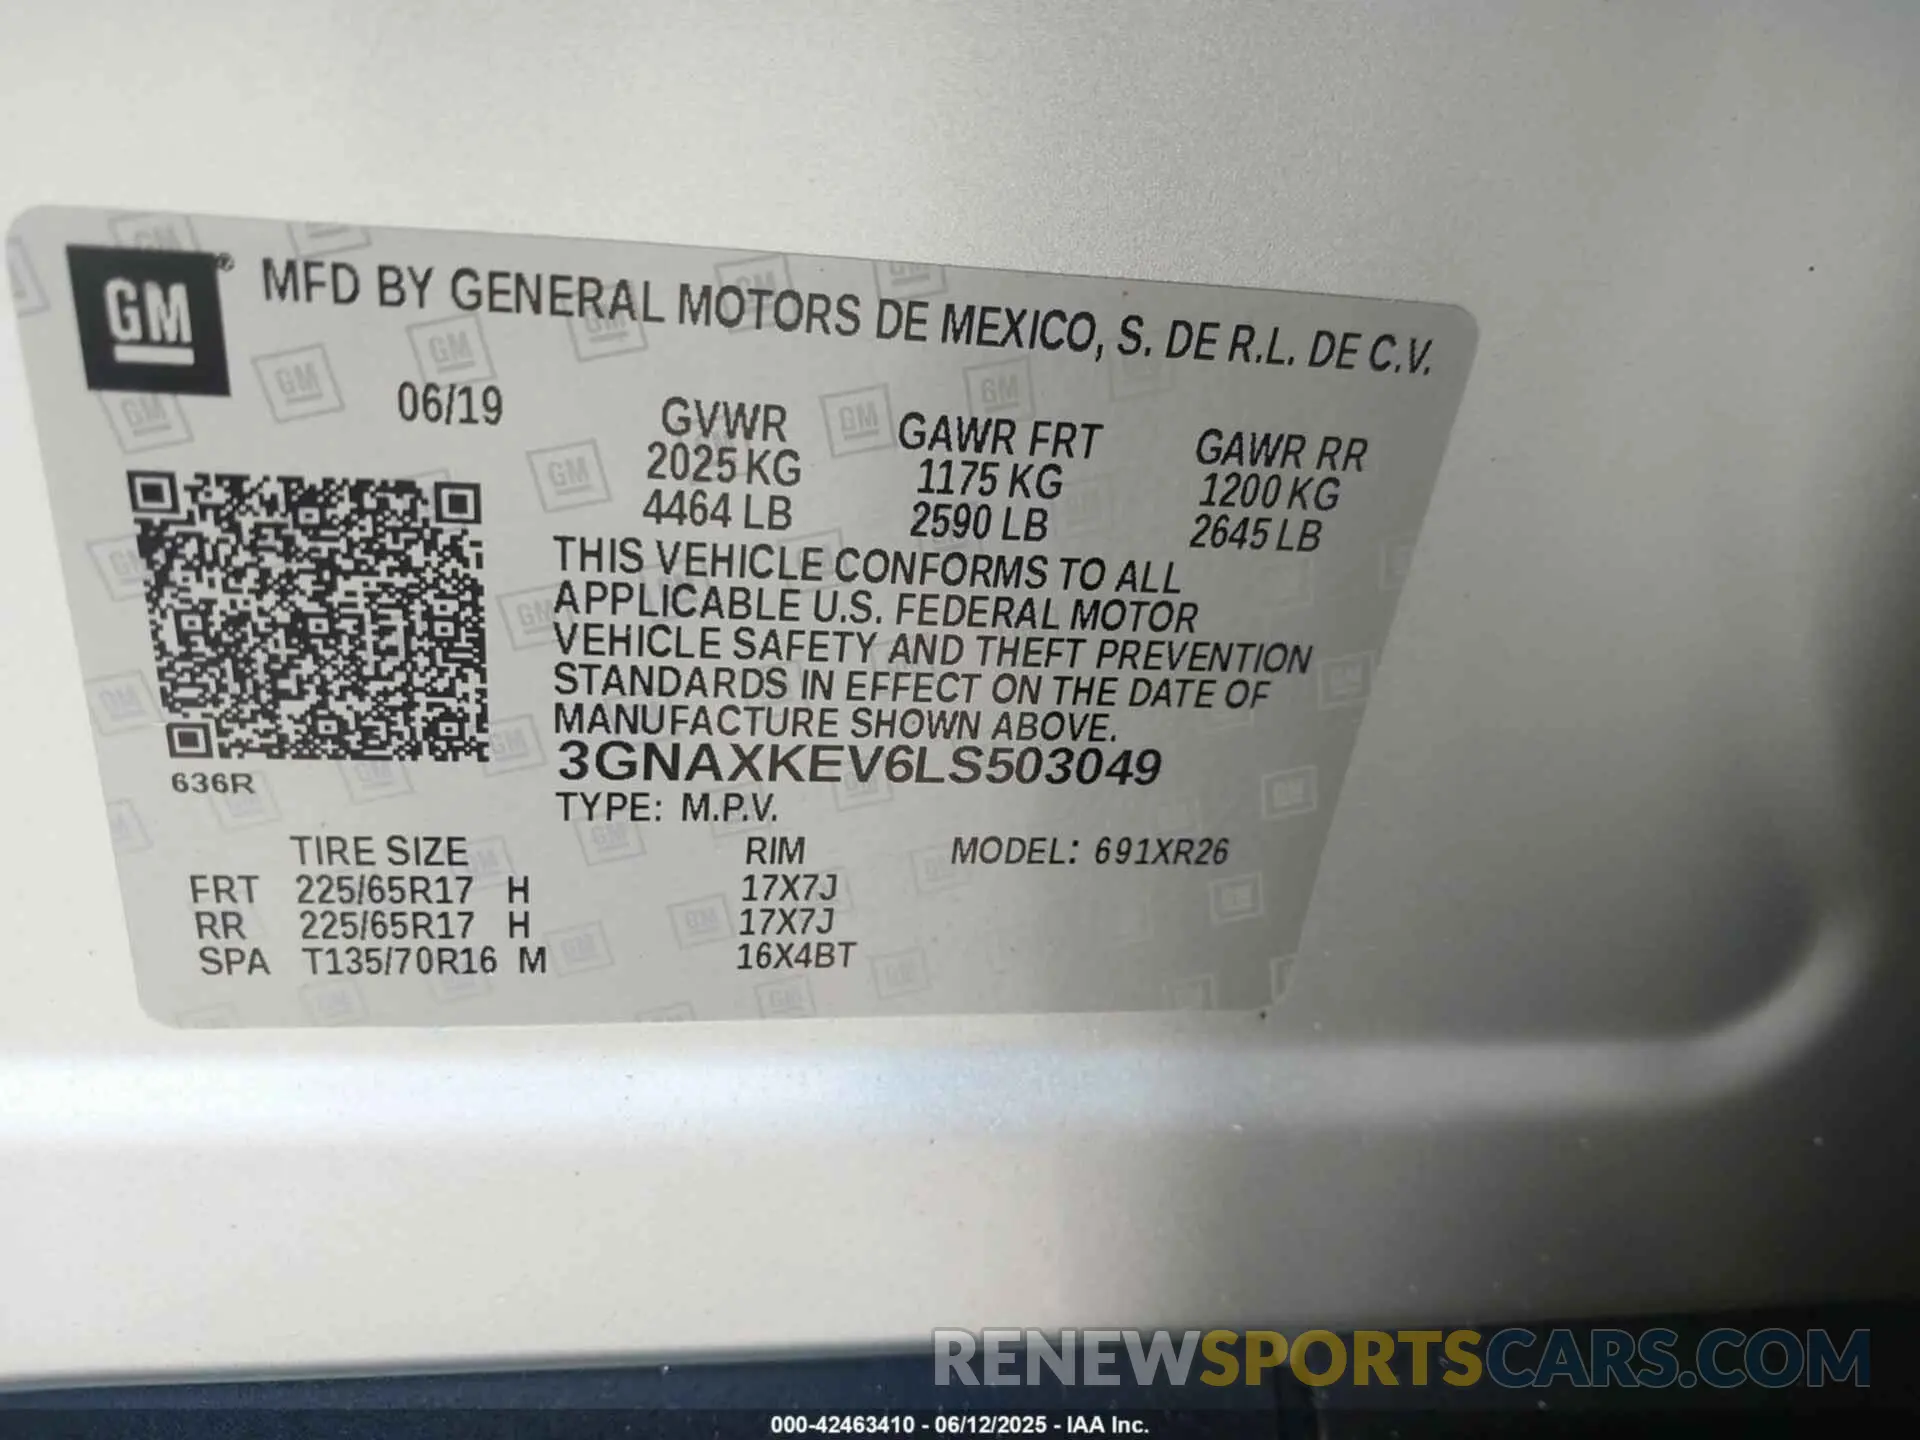 GM® MFD BY GENERAL MOTORS DE MEXICO, S. DE R.L. DE C.V.
06/19
GVWR GAWR FRT GAWR RR
2025 KG 1175 KG 1200 KG
4464 LB 2590 LB 2645 LB
THIS VEHICLE CONFORMS TO ALL
APPLICABLE U.S. FEDERAL MOTOR
VEHICLE SAFETY AND THEFT PREVENTION
STANDARDS IN EFFECT ON THE DATE OF
MANUFACTURE SHOWN ABOVE.
3GNAXKEV6LS503049
636R
TYPE: M.P.V.
TIRE SIZE RIM MODEL: 691XR26
FRT 225/65R17 H 17X7J
RR 225/65R17 H 17X7J
SPA T135/70R16 M 16X4BT
RENEWSPORTSCARS.COM
000-42463410 - 06/12/2025 - IAA Inc.